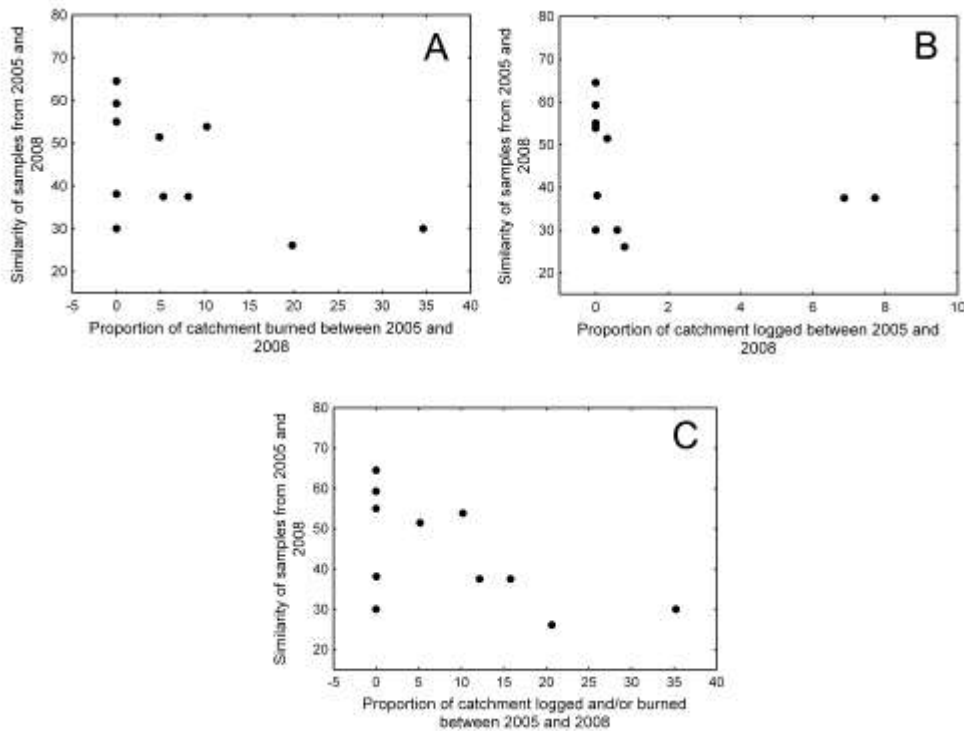 80
70
60
50
40
30
20
Similarity of samples from 2005 and
2008
A
-5 0 5 10 15 20 25 30 35 40
Proportion of catchment burned between 2005 and
2008
80
70
60
50
40
30
20
Similarity of samples from 2005 and
2008
B
0 2 4 6 8 10
Proportion of catchment logged between 2005 and
2008
80
70
60
50
40
30
20
Similarity of samples from 2005 and
2008
C
-5 0 5 10 15 20 25 30 35 40
Proportion of catchment logged and/or burned
between 2005 and 2008